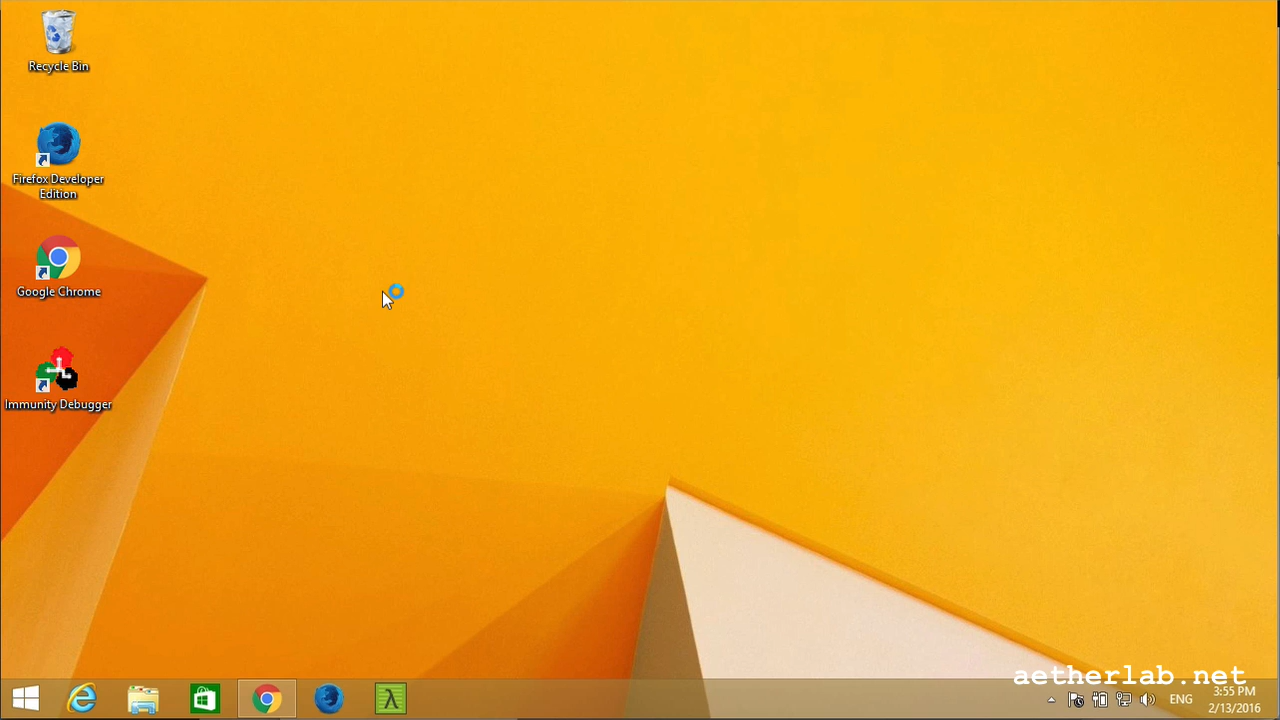 Recycle Bin
Firefox Developer
Edition
Google Chrome
Immunity Debugger
aetherlab.net
λ
ENG
3:55 PM
2/13/2016